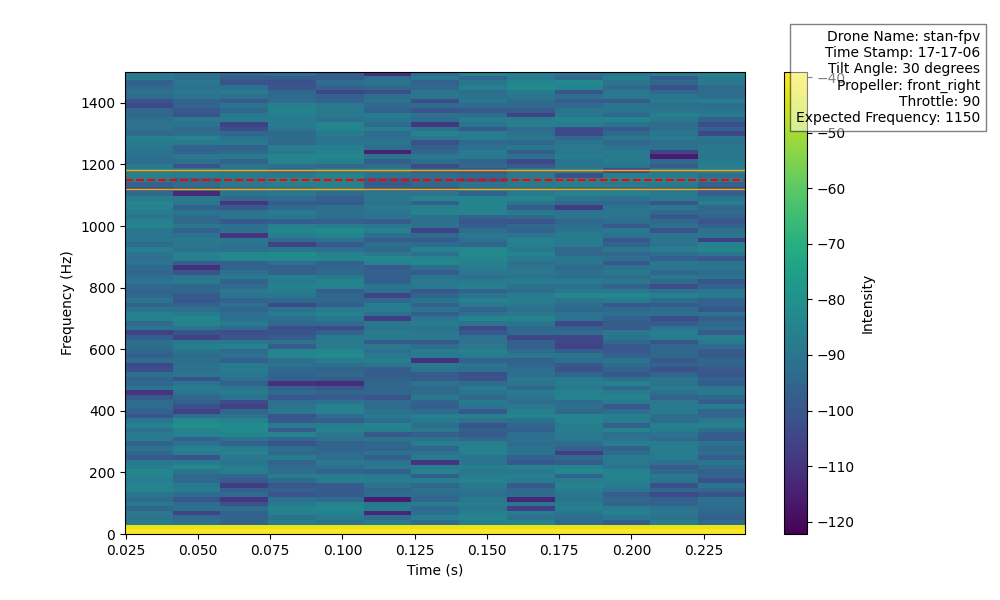 Drone Name: stan-fpv
Time Stamp: 17-17-06
Tilt Angle: 30 degrees
Propeller: front_right
Throttle: 90
Expected Frequency: 1150
1400
1200
1000
800
600
400
200
0
Frequency (Hz)
0.025
0.050
0.075
0.100
0.125
0.150
0.175
0.200
0.225
Time (s)
−40
−50
−60
−70
−80
−90
−100
−110
−120
Intensity